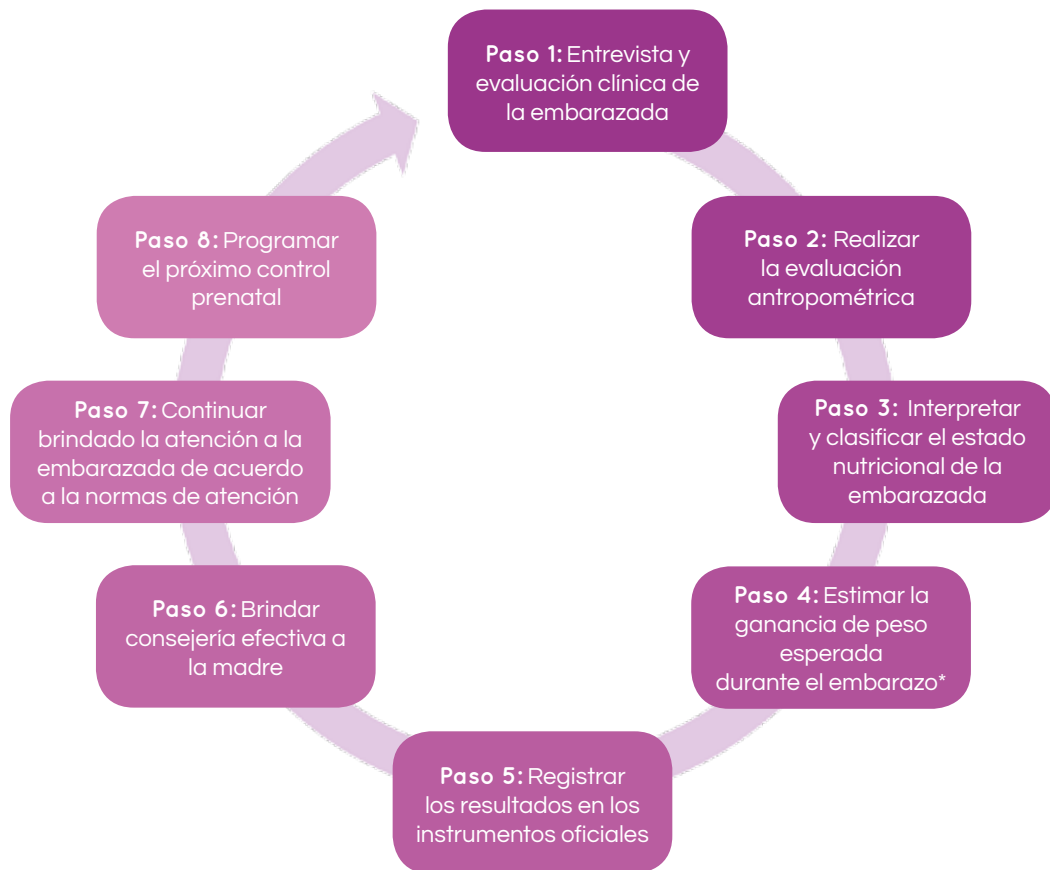 Paso 1: Entrevista y
evaluación clínica de
la embarazada
Paso 2: Realizar
la evaluación
antropométrica
Paso 3: Interpretar
y clasificar el estado
nutricional de la
embarazada
Paso 4: Estimar la
ganancia de peso
esperada
durante el embarazo*
Paso 5: Registrar
los resultados en los
instrumentos oficiales
Paso 6: Brindar
consejería efectiva a
la madre
Paso 7: Continuar
brindado la atención a la
embarazada de acuerdo
a la normas de atención
Paso 8: Programar
el próximo control
prenatal